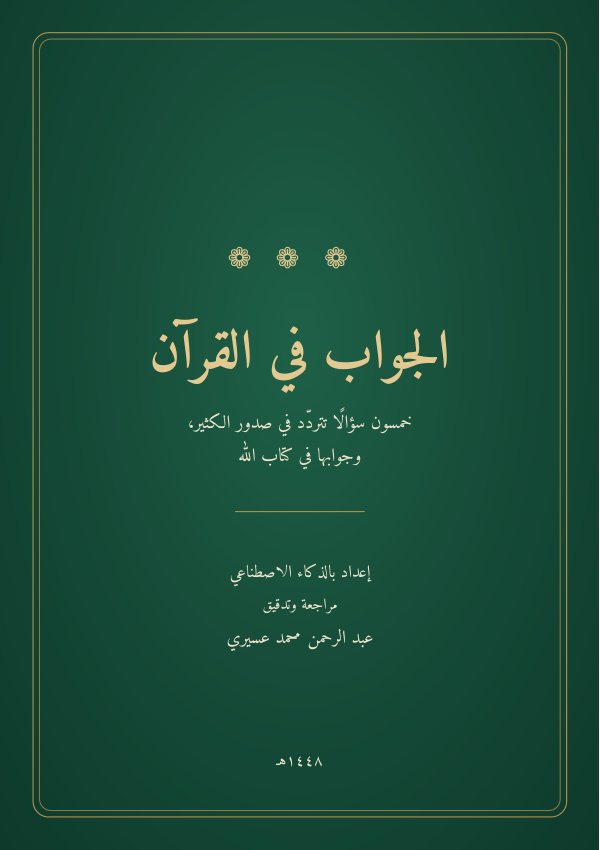 الجواب في القرآن
خمسون سؤالًا تتردّد في صدور الكثير،
وجوابها في كتاب الله
إعداد بالذكاء الاصطناعي
مراجعة وتدقيق
عبد الرحمن محمد عسيري
١٤٤٨هـ